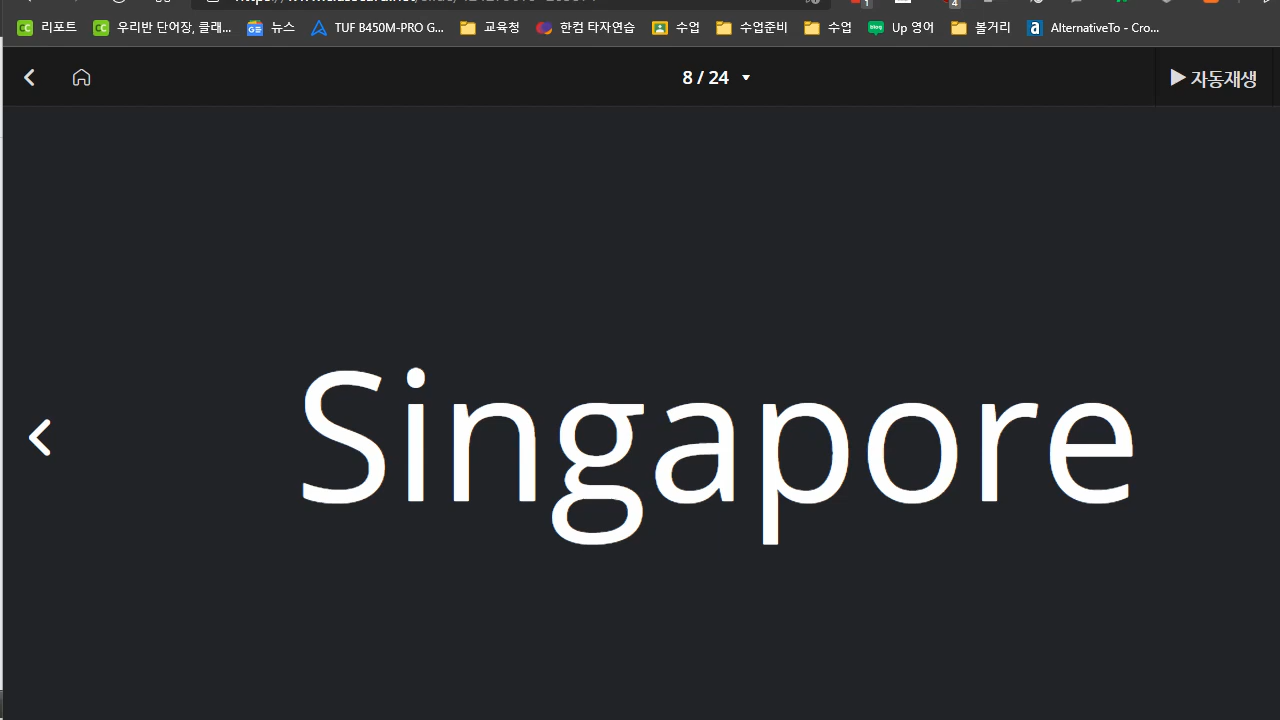 1
4
리포트
우리반 단어장, 클래...
뉴스
TUF B450M-PRO G...
교육청
한컴 타자연습
수업
수업준비
수업
Up 영어
볼거리
AlternativeTo - Cro...
8 / 24
자동재생
Singapore